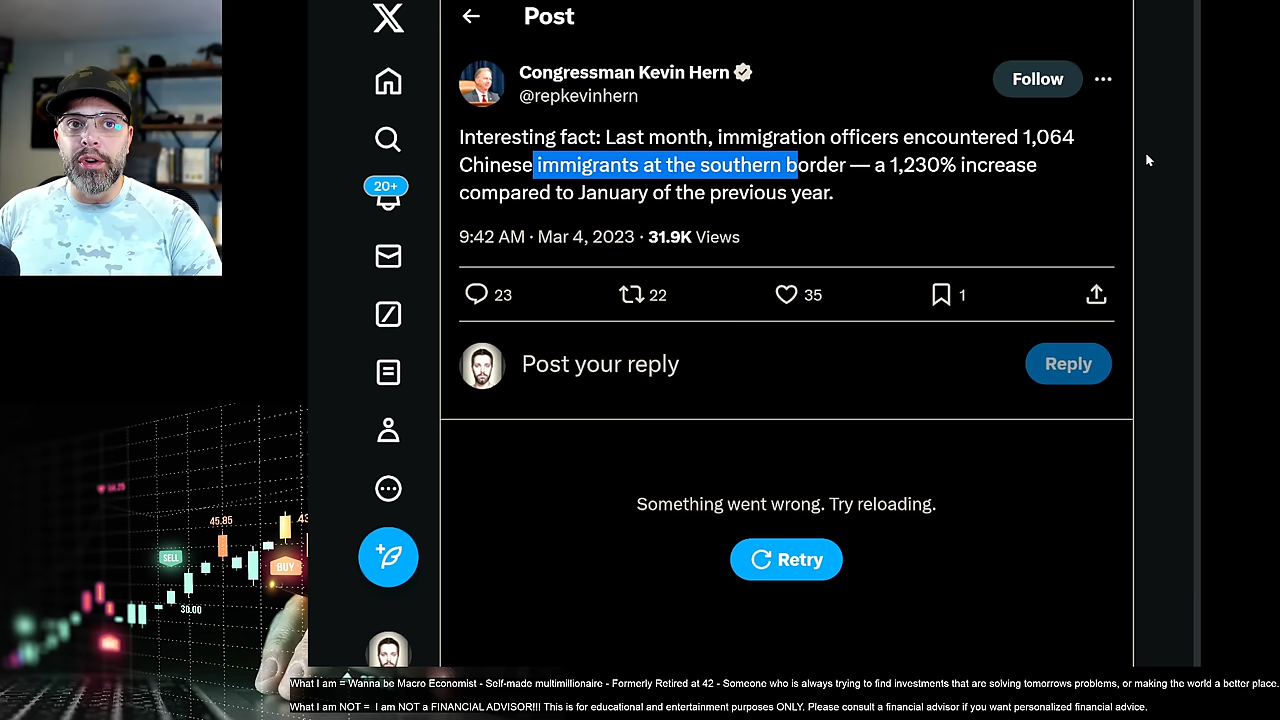 Post
Congressman Kevin Hern
@repkevinhern
Follow
Interesting fact: Last month, immigration officers encountered 1,064
Chinese immigrants at the southern border — a 1,230% increase
compared to January of the previous year.
9:42 AM · Mar 4, 2023 · 31.9K Views
23 22 35 1
Post your reply
Reply
Something went wrong. Try reloading.
Retry
20+
45.85
SELL
BUY
30.00
What I am = Wanna be Macro Economist - Self-made multimillionaire - Formerly Retired at 42 - Someone who is always trying to find investments that are solving tomorrows problems, or making the world a better place.
What I am NOT = I am NOT a FINANCIAL ADVISOR!!! This is for educational and entertainment purposes ONLY. Please consult a financial advisor if you want personalized financial advice.